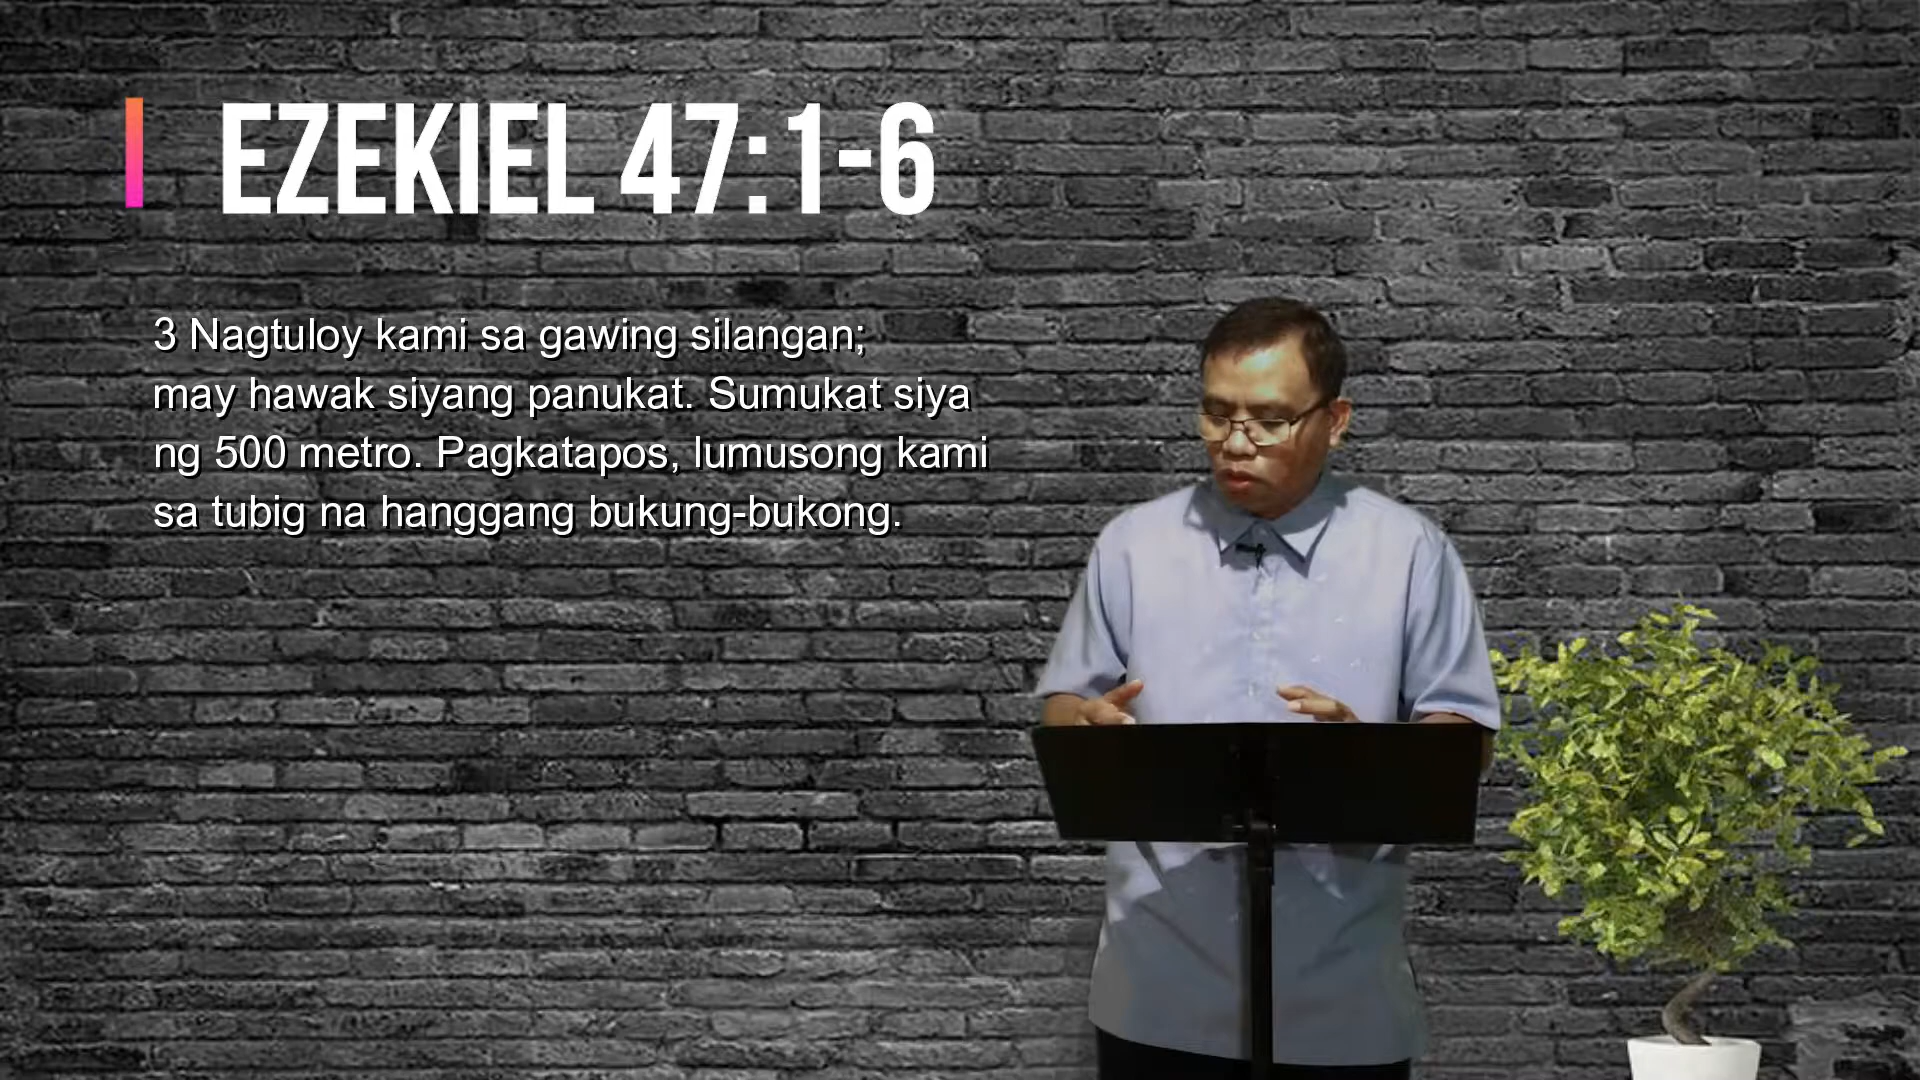 EZEKIEL 47:1-6
3 Nagtuloy kami sa gawing silangan;
may hawak siyang panukat. Sumukat siya
ng 500 metro. Pagkatapos, lumusong kami
sa tubig na hanggang bukung-bukong.